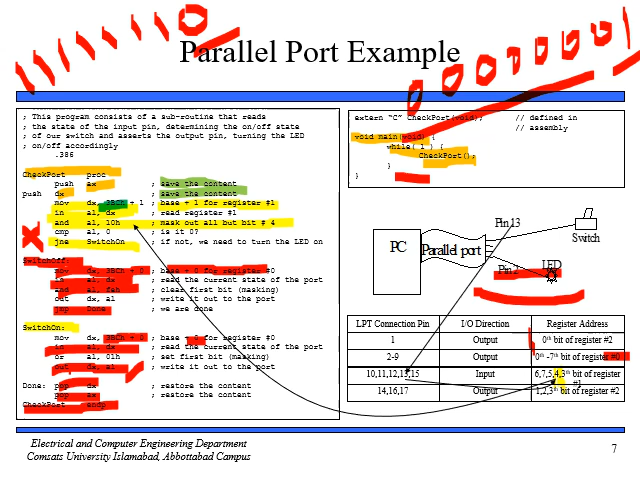 Parallel Port Example
; This program consists of a sub-routine that reads
; the state of the input pin, determining the on/off state
; of our switch and asserts the output pin, turning the LED
; on/off accordingly
.386
CheckPort proc
push ax ; save the content
push dx ; save the content
mov dx, 3BCh + 1 ; base + 1 for register #1
in al, dx ; read register #1
and al, 10h ; mask out all but bit # 4
cmp al, 0 ; is it 0?
jne SwitchOn ; if not, we need to turn the LED on
SwitchOff:
mov dx, 3BCh + 0 ; base + 0 for register #0
in al, dx ; read the current state of the port
and al, feh ; clear first bit (masking)
out dx, al ; write it out to the port
jmp Done ; we are done
SwitchOn:
mov dx, 3BCh + 0 ; base + 0 for register #0
in al, dx ; read the current state of the port
or al, 01h ; set first bit (masking)
out dx, al ; write it out to the port
Done: pop dx ; restore the content
pop ax ; restore the content
CheckPort endp
extern “C” CheckPort(void); // defined in
// assembly
void main(void) {
while( 1 ) {
CheckPort();
}
}
Pin 13
Switch
PC
Parallel port
Pin 2
LED
LPT Connection Pin I/O Direction Register Address
1 Output 0th bit of register #2
2-9 Output 0th -7th bit of register #0
10,11,12,13,15 Input 6,7,5,4,3th bit of register #1
14,16,17 Output 1,2,3th bit of register #2
Electrical and Computer Engineering Department
Comsats University Islamabad, Abbottabad Campus
7